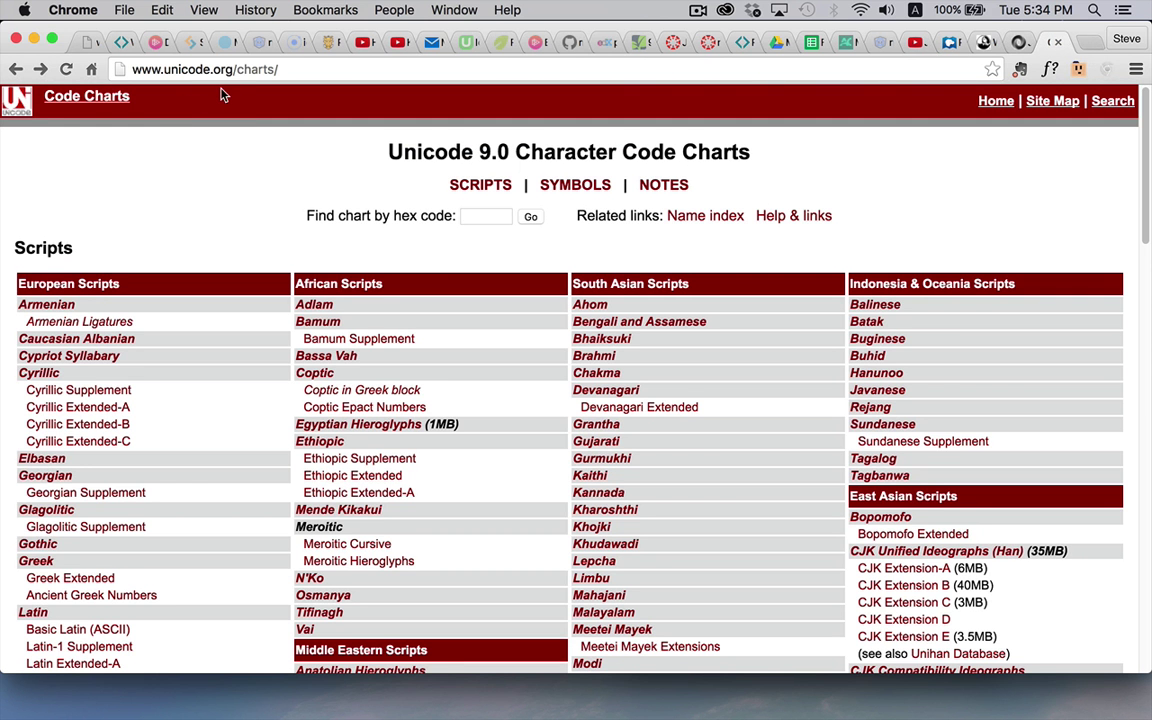 Chrome File Edit View History Bookmarks People Window Help A 100% Tue 5:34 PM
Steve
www.unicode.org/charts/ f?
UN UNICODE Code Charts Home | Site Map | Search
Unicode 9.0 Character Code Charts
SCRIPTS | SYMBOLS | NOTES
Find chart by hex code: Go Related links: Name index Help & links
Scripts
European Scripts
Armenian
Armenian Ligatures
Caucasian Albanian
Cypriot Syllabary
Cyrillic
Cyrillic Supplement
Cyrillic Extended-A
Cyrillic Extended-B
Cyrillic Extended-C
Elbasan
Georgian
Georgian Supplement
Glagolitic
Glagolitic Supplement
Gothic
Greek
Greek Extended
Ancient Greek Numbers
Latin
Basic Latin (ASCII)
Latin-1 Supplement
Latin Extended-A
African Scripts
Adlam
Bamum
Bamum Supplement
Bassa Vah
Coptic
Coptic in Greek block
Coptic Epact Numbers
Egyptian Hieroglyphs (1MB)
Ethiopic
Ethiopic Supplement
Ethiopic Extended
Ethiopic Extended-A
Mende Kikakui
Meroitic
Meroitic Cursive
Meroitic Hieroglyphs
N'Ko
Osmanya
Tifinagh
Vai
Middle Eastern Scripts
Anatolian Hieroglyphs
South Asian Scripts
Ahom
Bengali and Assamese
Bhaiksuki
Brahmi
Chakma
Devanagari
Devanagari Extended
Grantha
Gujarati
Gurmukhi
Kaithi
Kannada
Kharoshthi
Khojki
Khudawadi
Lepcha
Limbu
Mahajani
Malayalam
Meetei Mayek
Meetei Mayek Extensions
Modi
Indonesia & Oceania Scripts
Balinese
Batak
Buginese
Buhid
Hanunoo
Javanese
Rejang
Sundanese
Sundanese Supplement
Tagalog
Tagbanwa
East Asian Scripts
Bopomofo
Bopomofo Extended
CJK Unified Ideographs (Han) (35MB)
CJK Extension-A (6MB)
CJK Extension B (40MB)
CJK Extension C (3MB)
CJK Extension D
CJK Extension E (3.5MB)
(see also Unihan Database)
CJK Compatibility Ideographs